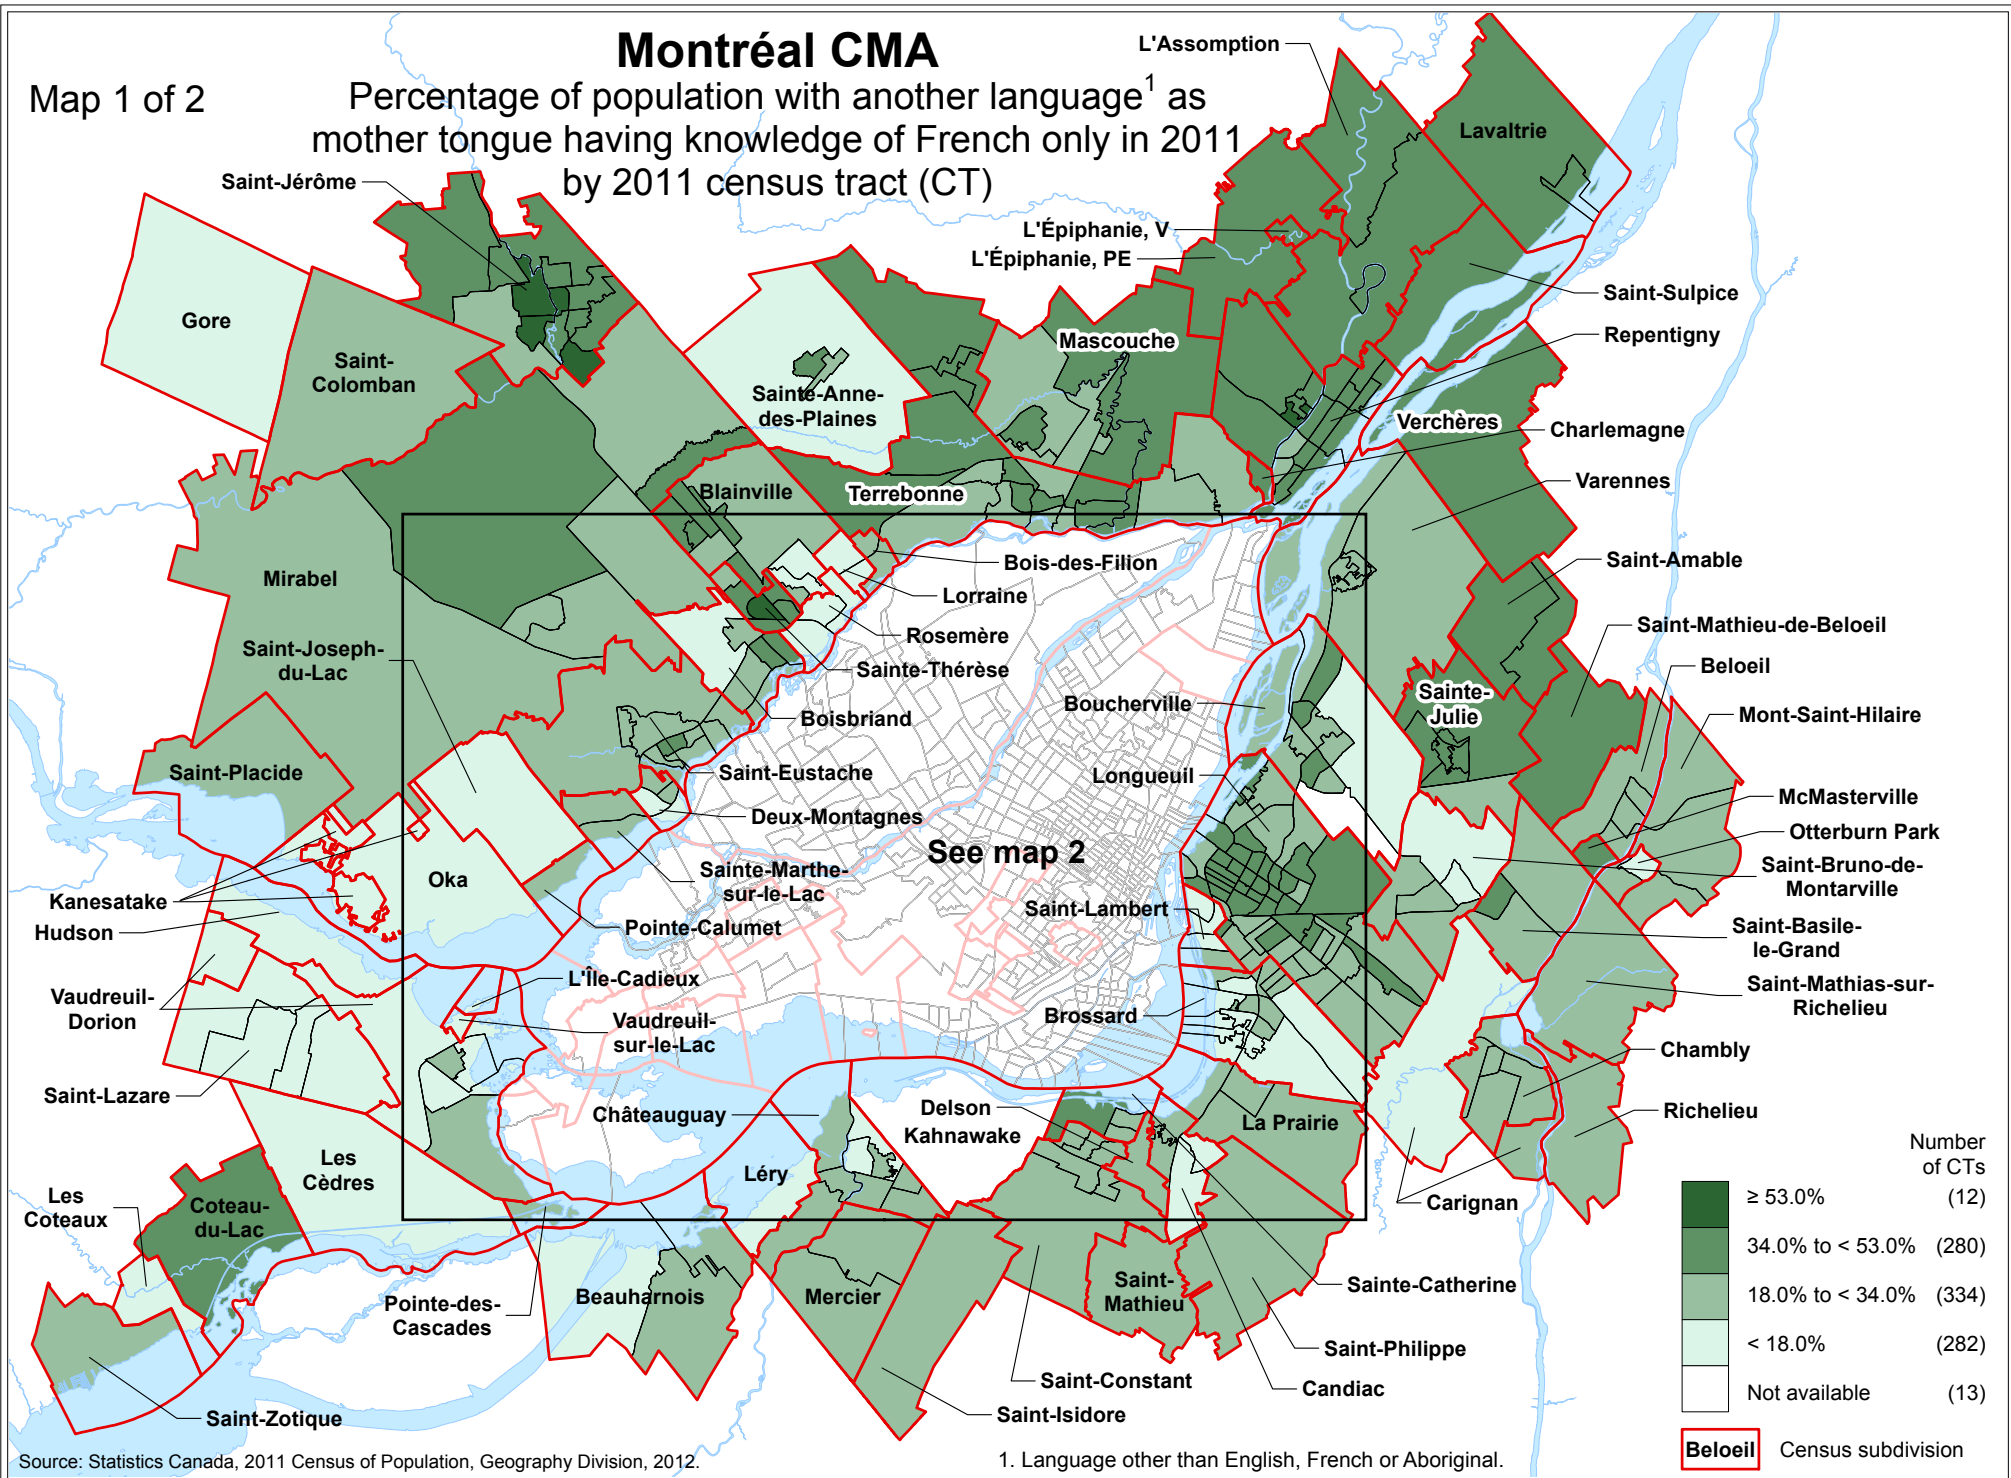 Montréal CMA
Map 1 of 2
Percentage of population with another language1 as
mother tongue having knowledge of French only in 2011
by 2011 census tract (CT)
L'Assomption
Lavaltrie
Saint-Jérôme
L'Épiphanie, V
L'Épiphanie, PE
Saint-Sulpice
Gore
Repentigny
Mascouche
Saint-
Colomban
Sainte-Anne-
des-Plaines
Verchères
Charlemagne
Varennes
Blainville
Terrebonne
Mirabel
Bois-des-Filion
Saint-Amable
Lorraine
Saint-Mathieu-de-Beloeil
Rosemère
Saint-Joseph-
du-Lac
Sainte-Thérèse
Beloeil
Boucherville
Sainte-
Julie
Boisbriand
Mont-Saint-Hilaire
Saint-Placide
Saint-Eustache
Longueuil
McMasterville
Deux-Montagnes
Otterburn Park
See map 2
Sainte-Marthe-
sur-le-Lac
Saint-Bruno-de-
Montarville
Oka
Kanesatake
Saint-Lambert
Hudson
Pointe-Calumet
Saint-Basile-
le-Grand
L'Île-Cadieux
Saint-Mathias-sur-
Richelieu
Vaudreuil-
Dorion
Vaudreuil-
sur-le-Lac
Brossard
Chambly
Saint-Lazare
Châteauguay
Delson
Kahnawake
La Prairie
Richelieu
Les
Cèdres
Léry
Les
Coteaux
Coteau-
du-Lac
Carignan
Pointe-des-
Cascades
Beauharnois
Mercier
Saint-
Mathieu
Sainte-Catherine
Saint-Philippe
Saint-Constant
Candiac
Saint-Isidore
Saint-Zotique
Number
of CTs
≥ 53.0% (12)
34.0% to < 53.0% (280)
18.0% to < 34.0% (334)
< 18.0% (282)
Not available (13)
Beloeil Census subdivision
Source: Statistics Canada, 2011 Census of Population, Geography Division, 2012.
1. Language other than English, French or Aboriginal.